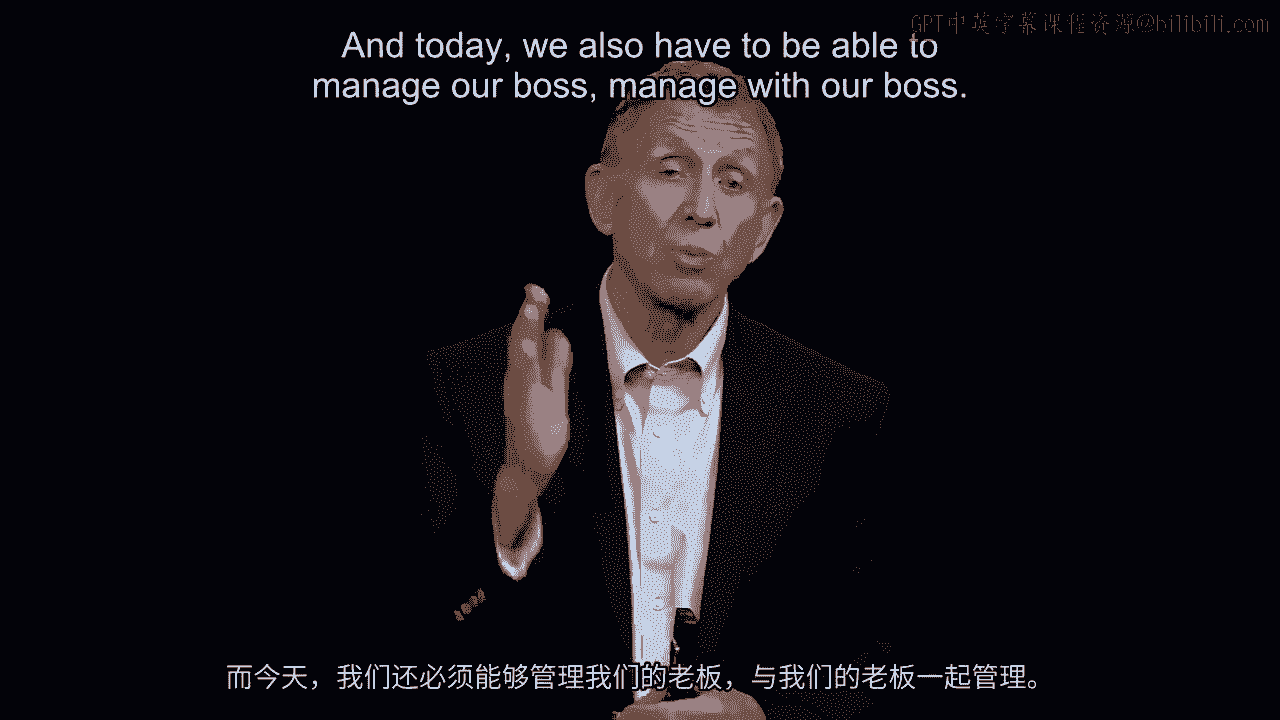 GPT中英字幕课程资源@bilibili.com
And today, we also have to be able to
manage our boss, manage with our boss.
而今天，我们还必须能够管理我们的老板，与我们的老板一起管理。